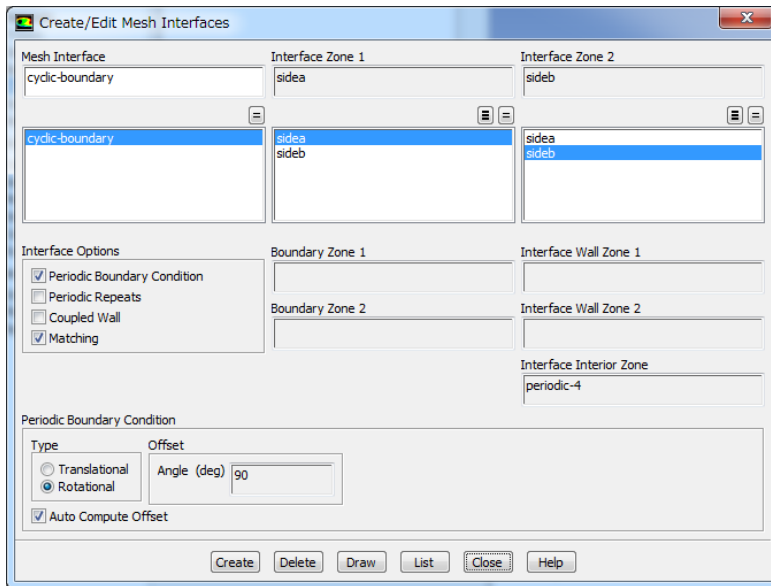 Create/Edit Mesh Interfaces
Mesh Interface Interface Zone 1 Interface Zone 2
cyclic-boundary sidea sideb
cyclic-boundary sidea sidea
sideb sideb
Interface Options Boundary Zone 1 Interface Wall Zone 1
Periodic Boundary Condition
Periodic Repeats
Boundary Zone 2 Interface Wall Zone 2
Coupled Wall
Matching
Interface Interior Zone
periodic-4
Periodic Boundary Condition
Type Offset
Translational Angle (deg) 90
Rotational
Auto Compute Offset
Create Delete Draw List Close Help